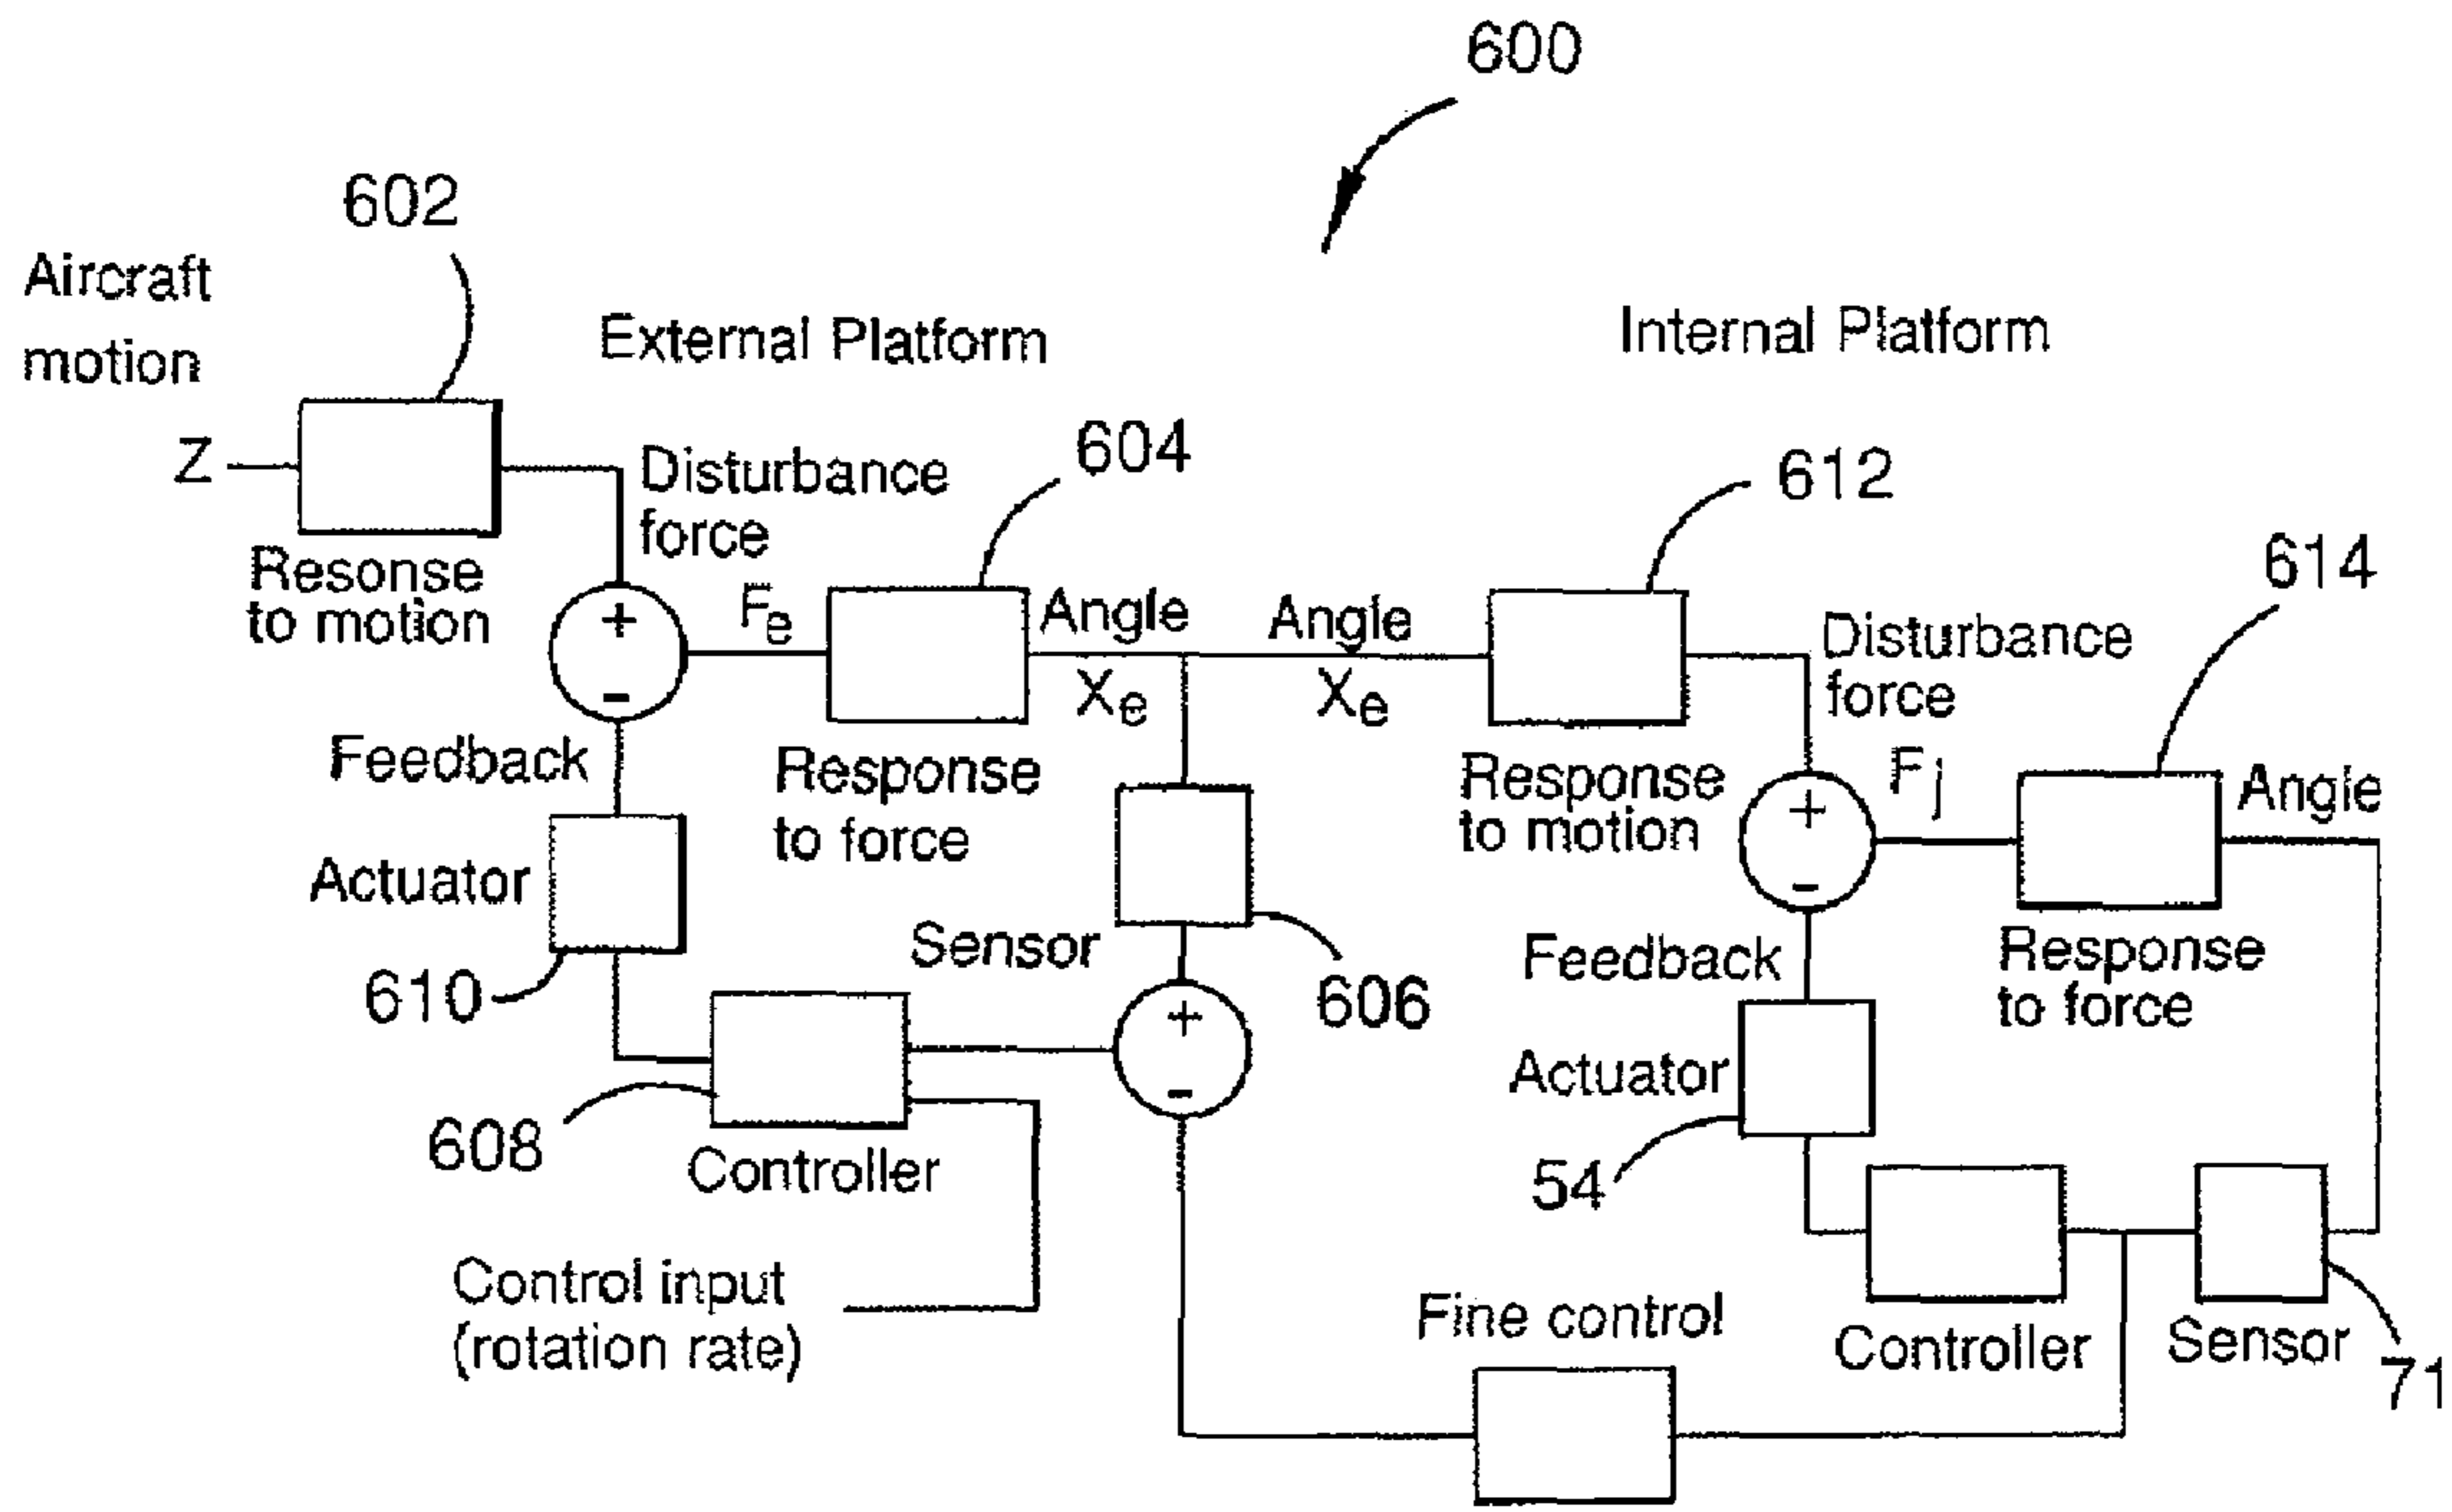 600
602
Aircraft
motion
External Platform
Internal Platform
Z
Disturbance
force
604
612
614
Resonse
to motion
+
-
Fe
Angle
Xe
Angle
Xe
Disturbance
force
Feedback
Response
to force
Response
to motion
+
-
Fj
Angle
Actuator
Sensor
606
610
Feedback
Response
to force
+
-
608
Controller
Actuator
54
Control input
(rotation rate)
Fine control
Controller
Sensor
71